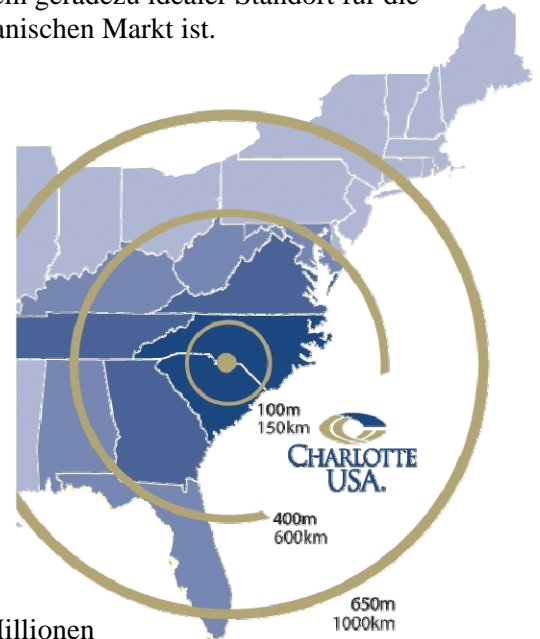 ein geradezu idealer Standort für die
anischen Markt ist.
100m
150km
CHARLOTTE
USA.
400m
600km
650m
1000km
Millionen